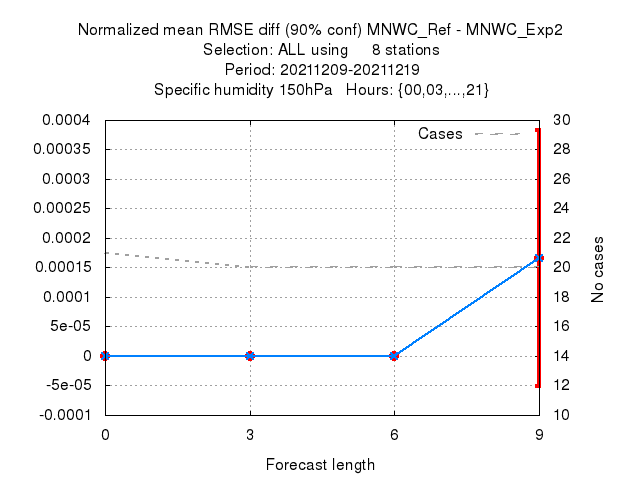 Normalized mean RMSE diff (90% conf) MNWC_Ref - MNWC_Exp2
Selection: ALL using 8 stations
Period: 20211209-20211219
Specific humidity 150hPa Hours: {00,03,...,21}
Cases
0.0004 30
0.00035 28
0.0003 26
0.00025 24
0.0002 22
0.00015 20
0.0001 18
5e-05 16
0 14
-5e-05 12
-0.0001 10
No cases
0 3 6 9
Forecast length